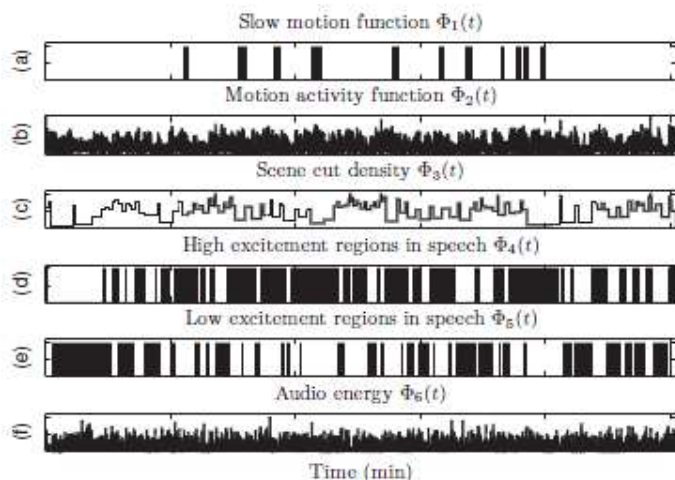 Slow motion function Φ₁(t)
(a)
Motion activity function Φ₂(t)
(b)
Scene cut density Φ₃(t)
(c)
High excitement regions in speech Φ₄(t)
(d)
Low excitement regions in speech Φ₅(t)
(e)
Audio energy Φ₆(t)
(f)
Time (min)